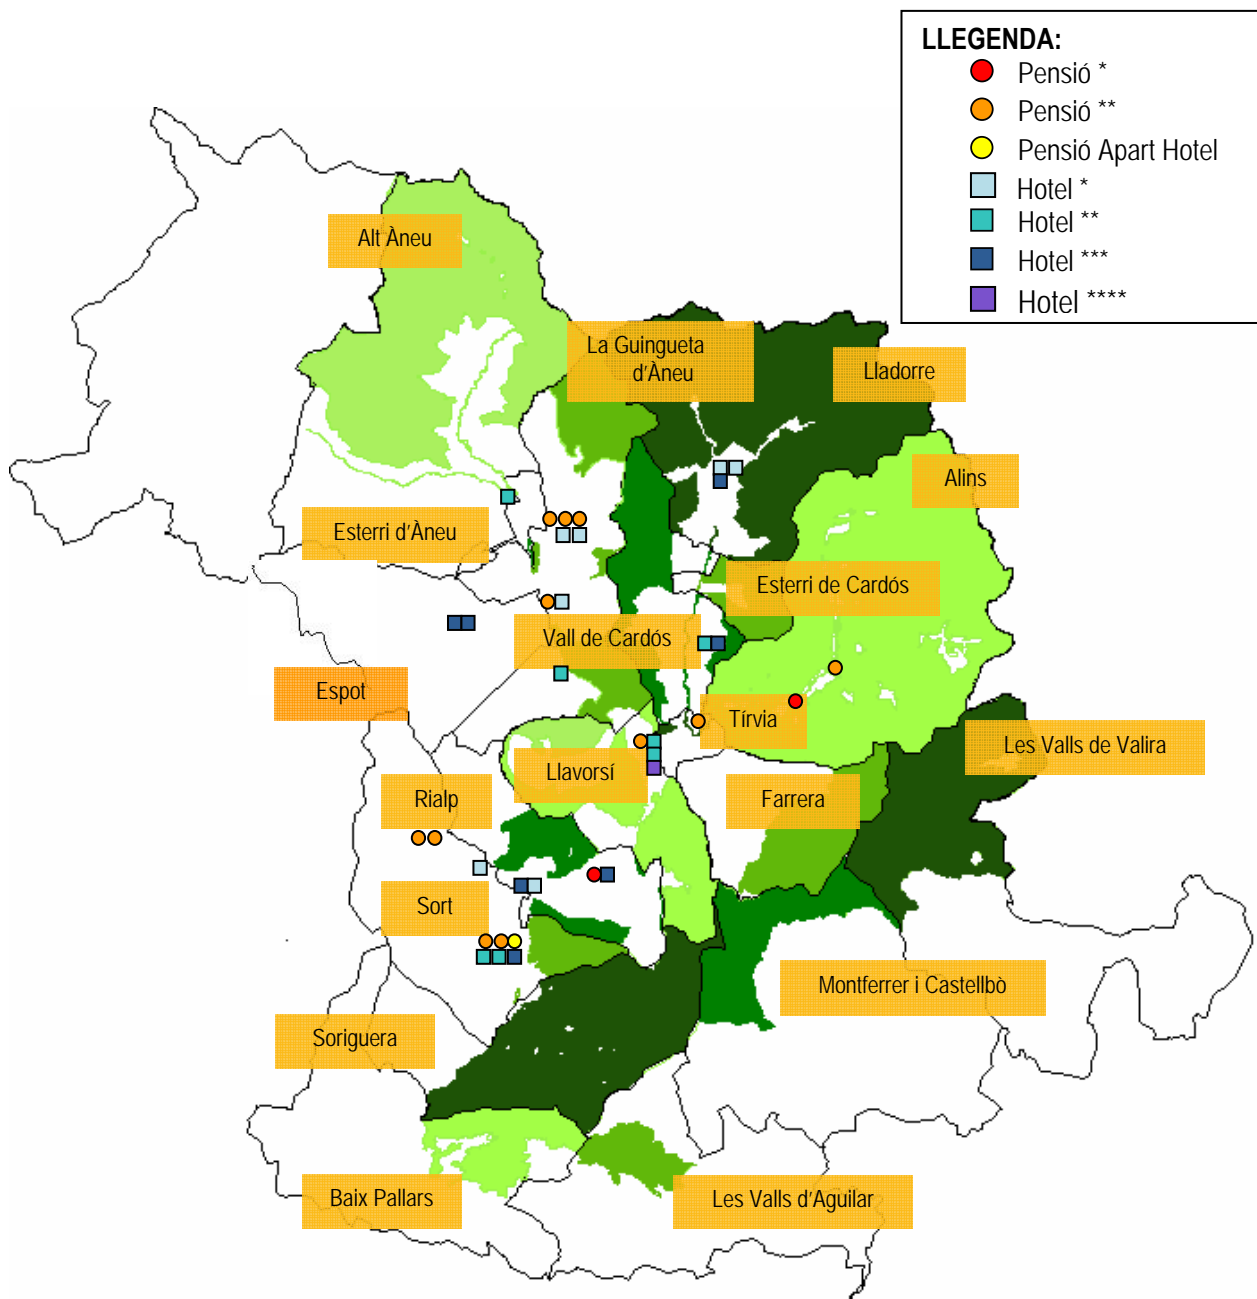 LLEGENDA:
Pensió *
Pensió **
Pensió Apart Hotel
Hotel *
Hotel **
Hotel ***
Hotel ****
Alt Àneu
La Guingueta
d'Àneu
Lladorre
Alins
Esterri d'Àneu
Esterri de Cardós
Vall de Cardós
Espot
Tírvia
Les Valls de Valira
Llavorsí
Rialp
Farrera
Sort
Montferrer i Castellbò
Soriguera
Baix Pallars
Les Valls d'Aguilar